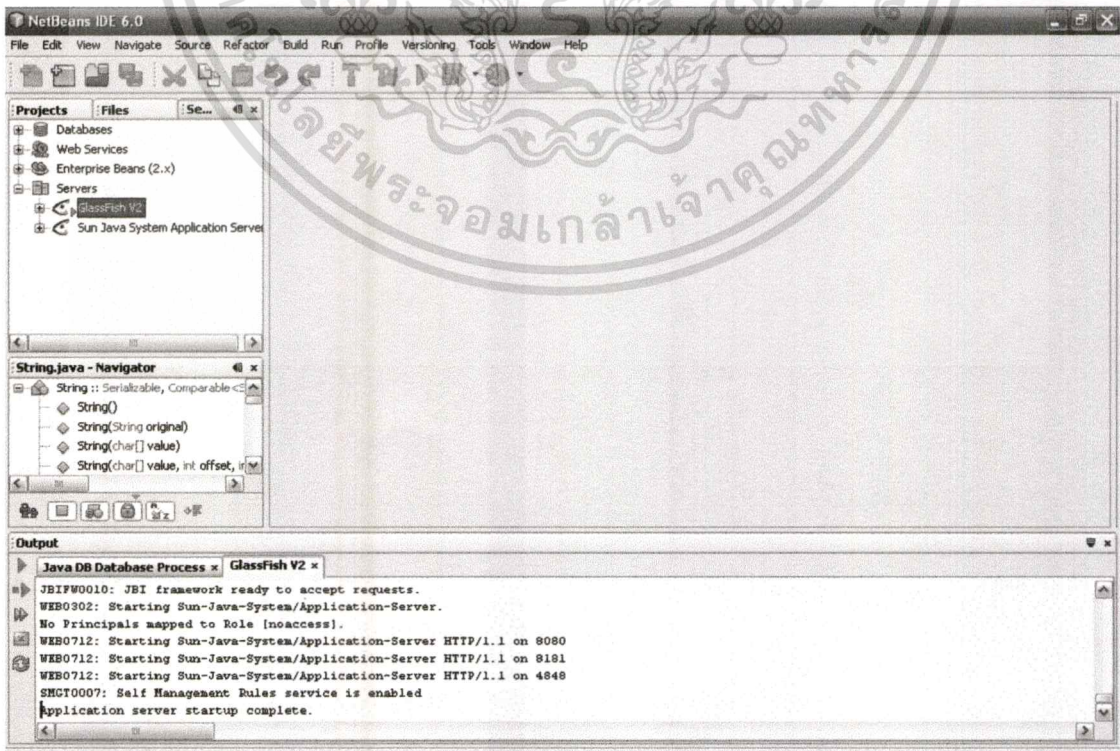 NetBeans IDE 6.0
File Edit View Navigate Source Refactor Build Run Profile Versioning Tools Window Help
Projects Files Se...
Databases
Web Services
Enterprise Beans (2.x)
Servers
GlassFish V2
Sun Java System Application Server
String.java - Navigator
String :: Serializable, Comparable<S
String()
String(String original)
String(char[] value)
String(char[] value, int offset, ir
Output
Java DB Database Process GlassFish V2
JBIFW0010: JBI framework ready to accept requests.
WEB0302: Starting Sun-Java-System/Application-Server.
No Principals mapped to Role [noaccess].
WEB0712: Starting Sun-Java-System/Application-Server HTTP/1.1 on 8080
WEB0712: Starting Sun-Java-System/Application-Server HTTP/1.1 on 8181
WEB0712: Starting Sun-Java-System/Application-Server HTTP/1.1 on 4848
SMGT0007: Self Management Rules service is enabled
Application server startup complete.
พระจอมเกล้าเจ้าคุณทหาร